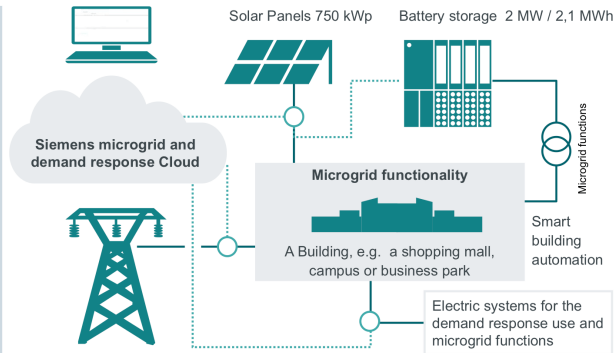 Solar Panels 750 kWp
Battery storage 2 MW / 2,1 MWh
Siemens microgrid and
demand response Cloud
Microgrid functions
Microgrid functionality
A Building, e.g. a shopping mall,
campus or business park
Smart
building
automation
Electric systems for the
demand response use and
microgrid functions